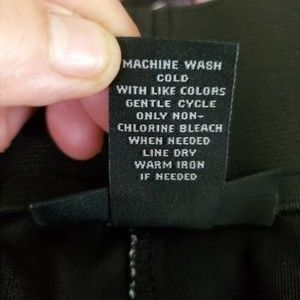 MACHINE WASH
COLD
WITH LIKE COLORS
GENTLE CYCLE
ONLY NON-
CHLORINE BLEACH
WHEN NEEDED
LINE DRY
WARM IRON
IF NEEDED